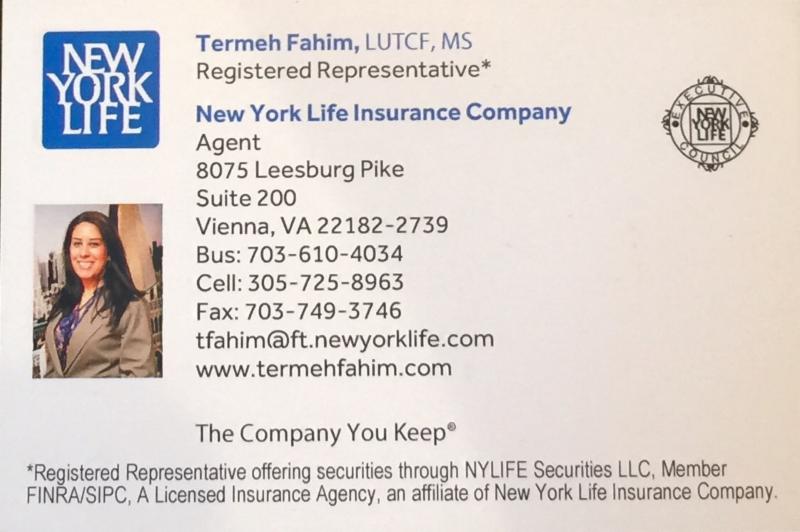 NEW
YORK
LIFE
Termeh Fahim, LUTCF, MS
Registered Representative*
New York Life Insurance Company
Agent
8075 Leesburg Pike
Suite 200
Vienna, VA 22182-2739
Bus: 703-610-4034
Cell: 305-725-8963
Fax: 703-749-3746
tfahim@ft.newyorklife.com
www.termehfahim.com
EXECUTIVE
NEW
YORK
LIFE
COUNCIL
The Company You Keep®
*Registered Representative offering securities through NYLIFE Securities LLC, Member
FINRA/SIPC, A Licensed Insurance Agency, an affiliate of New York Life Insurance Company.